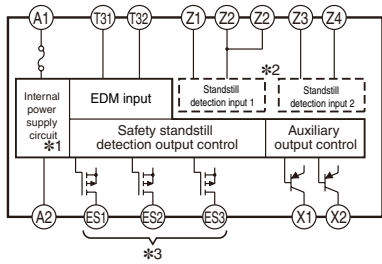 A1 T31 T32 Z1 Z2 Z2 Z3 Z4
*2
Internal
power
supply
circuit
*1
EDM input
Standstill
detection input 1
Standstill
detection input 2
Safety standstill
detection output control
Auxiliary
output control
A2 ES1 ES2 ES3 X1 X2
*3